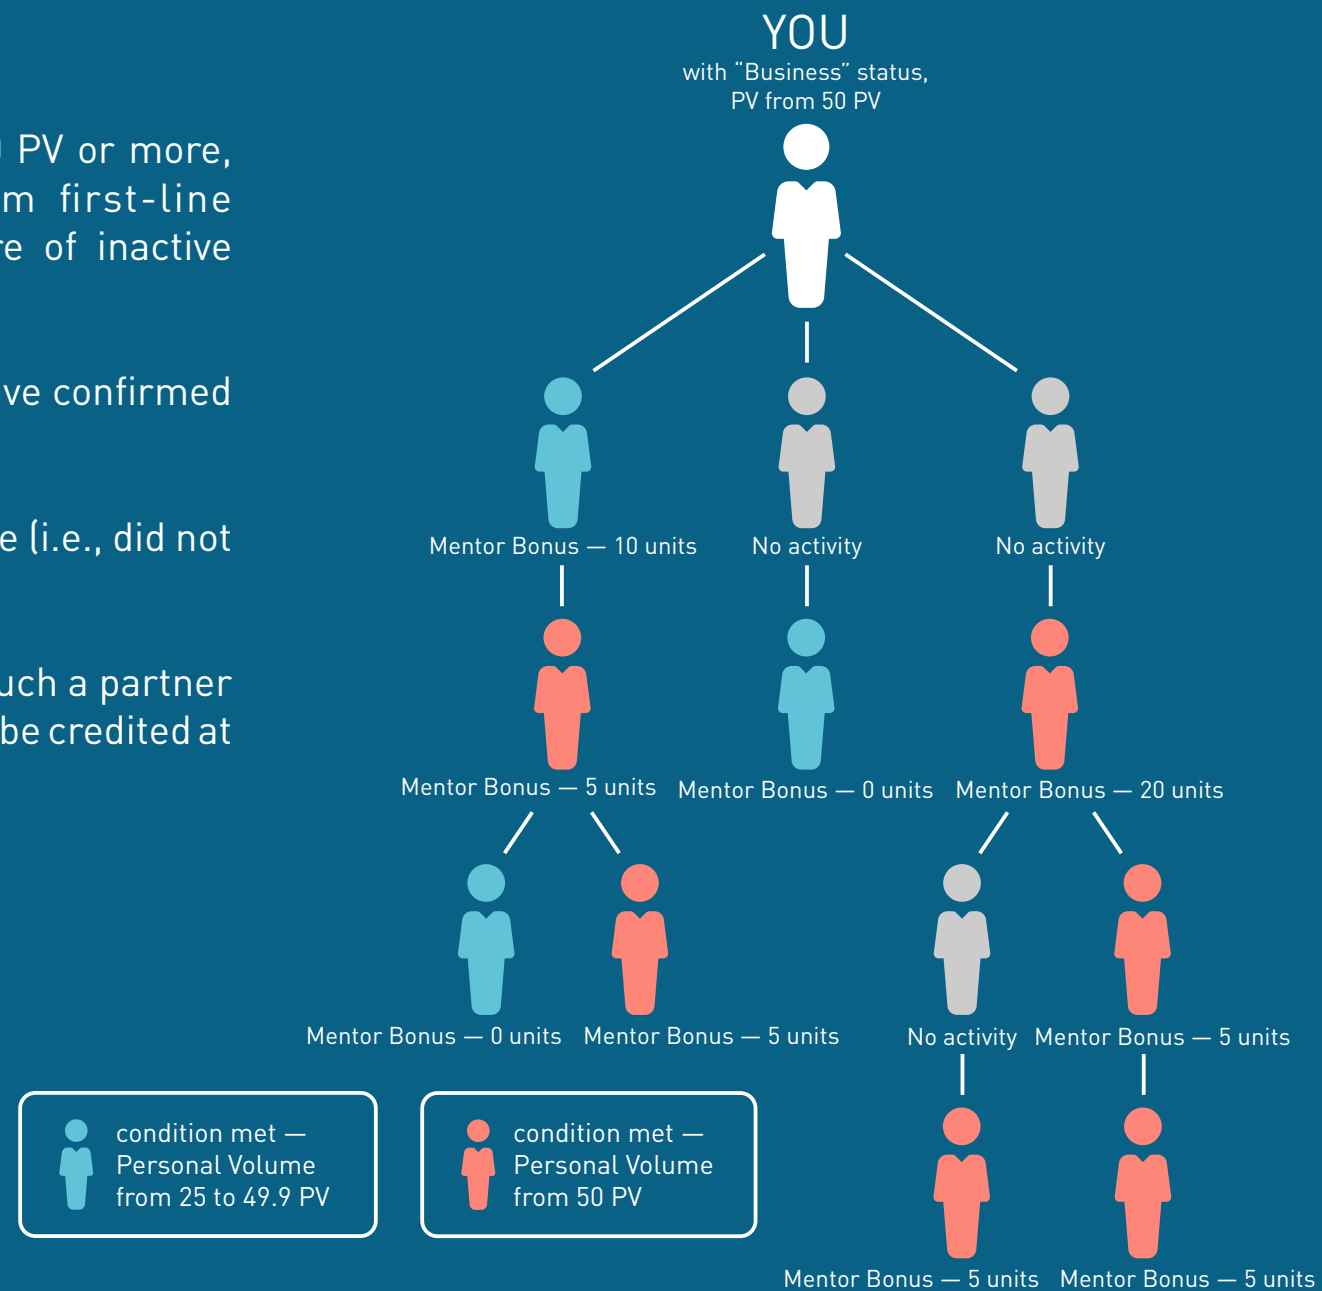 YOU
with “Business” status,
PV from 50 PV
PV or more,
first-line
of inactive
confirmed
(i.e., did not
a partner
be credited at
Mentor Bonus — 10 units
No activity
No activity
Mentor Bonus — 5 units
Mentor Bonus — 0 units
Mentor Bonus — 20 units
Mentor Bonus — 0 units
Mentor Bonus — 5 units
No activity
Mentor Bonus — 5 units
condition met —
Personal Volume
from 25 to 49.9 PV
condition met —
Personal Volume
from 50 PV
Mentor Bonus — 5 units
Mentor Bonus — 5 units